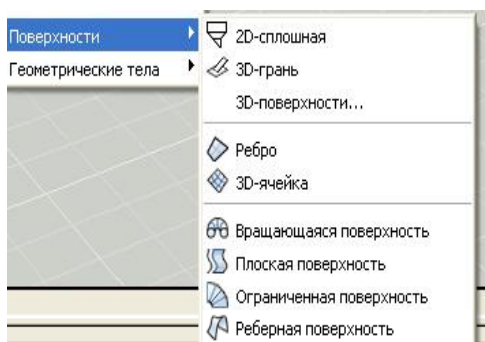 Поверхности
Геометрические тела
2D-сплошная
3D-грань
3D-поверхности...
Ребро
3D-ячейка
Вращающаяся поверхность
Плоская поверхность
Ограниченная поверхность
Реберная поверхность